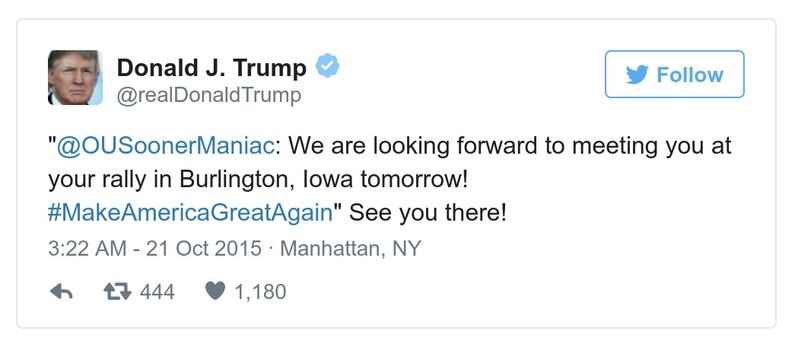 Donald J. Trump
@realDonaldTrump
Follow
"@OUSoonerManiac: We are looking forward to meeting you at
your rally in Burlington, Iowa tomorrow!
#MakeAmericaGreatAgain" See you there!
3:22 AM - 21 Oct 2015 · Manhattan, NY
444 1,180